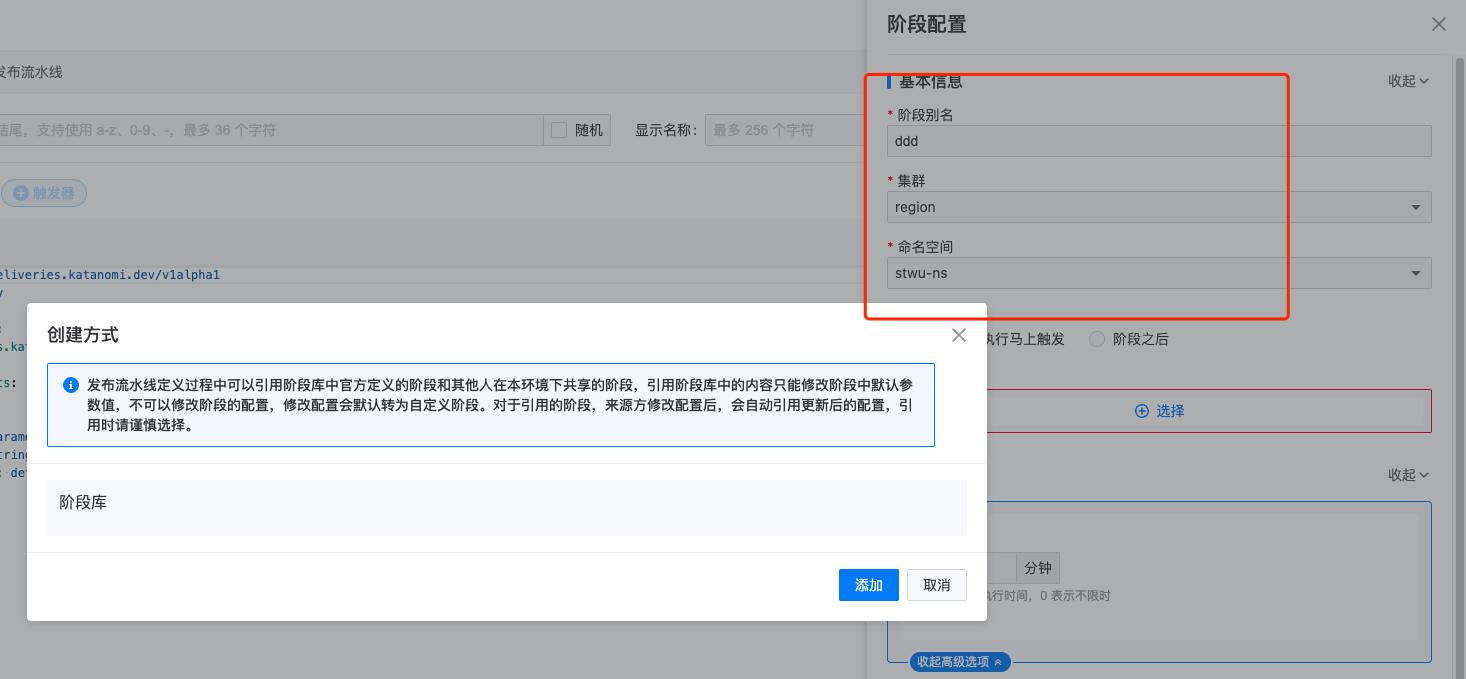 阶段配置
发布流水线
基本信息
收起
* 阶段别名
结尾，支持使用 a-z、0-9、-，最多 36 个字符
随机
显示名称：
最多 256 个字符
ddd
* 集群
触发器
region
* 命名空间
stwu-ns
eliveries.katanomi.dev/v1alpha1
y
:
执行马上触发
阶段之后
s.kat
ts:
选择
arame
tring
: de
收起
分钟
执行时间，0 表示不限时
收起高级选项
创建方式
发布流水线定义过程中可以引用阶段库中官方定义的阶段和其他人在本环境下共享的阶段，引用阶段库中的内容只能修改阶段中默认参
数值，不可以修改阶段的配置，修改配置会默认转为自定义阶段。对于引用的阶段，来源方修改配置后，会自动引用更新后的配置，引
用时请谨慎选择。
阶段库
添加
取消